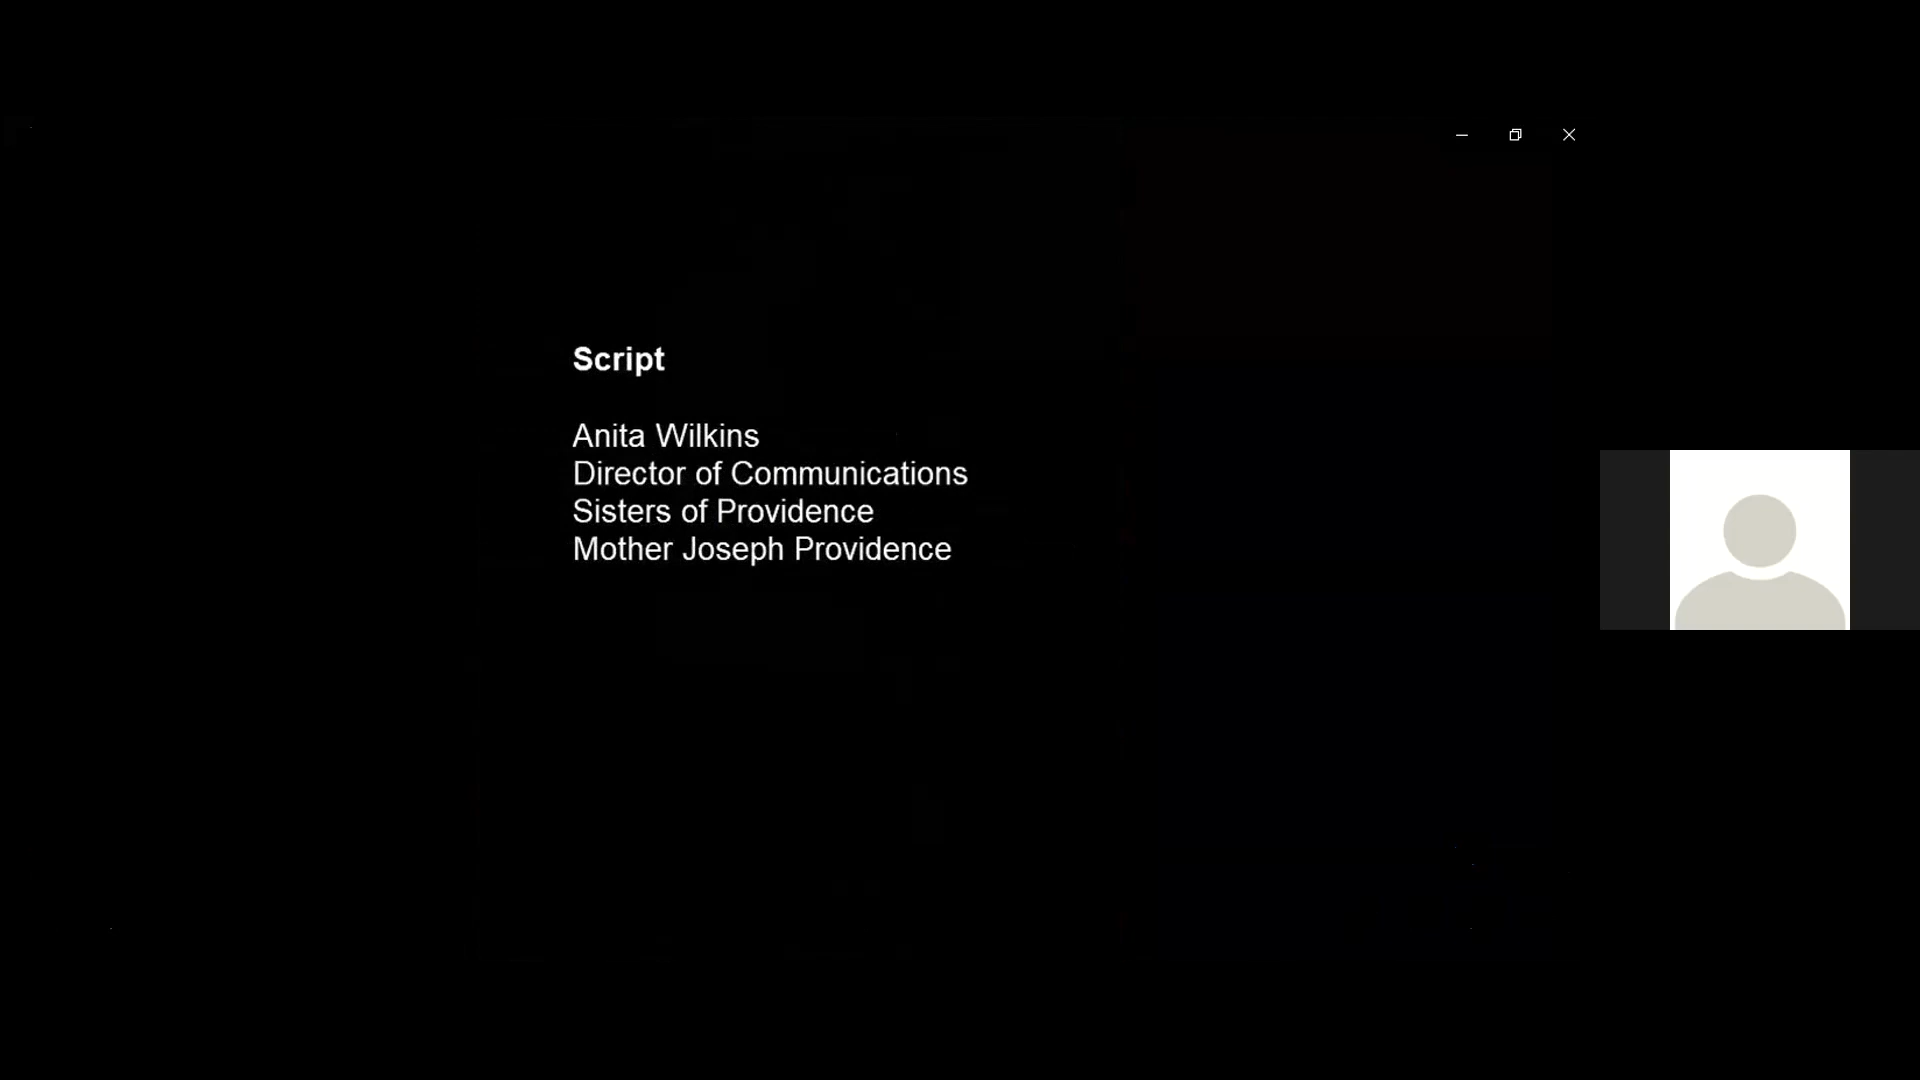 Script
Anita Wilkins
Director of Communications
Sisters of Providence
Mother Joseph Providence